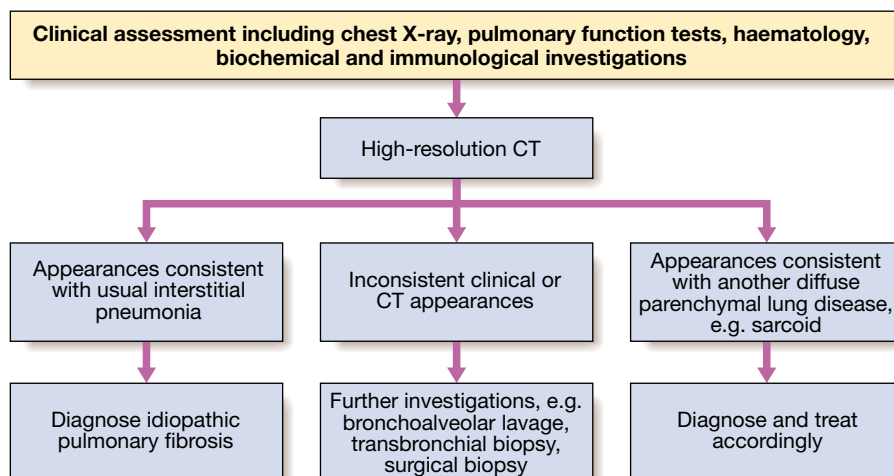 Clinical assessment including chest X-ray, pulmonary function tests, haematology,
biochemical and immunological investigations
High-resolution CT
Appearances consistent
with usual interstitial
pneumonia
Inconsistent clinical or
CT appearances
Appearances consistent
with another diffuse
parenchymal lung disease,
e.g. sarcoid
Diagnose idiopathic
pulmonary fibrosis
Further investigations, e.g.
bronchoalveolar lavage,
transbronchial biopsy,
surgical biopsy
Diagnose and treat
accordingly